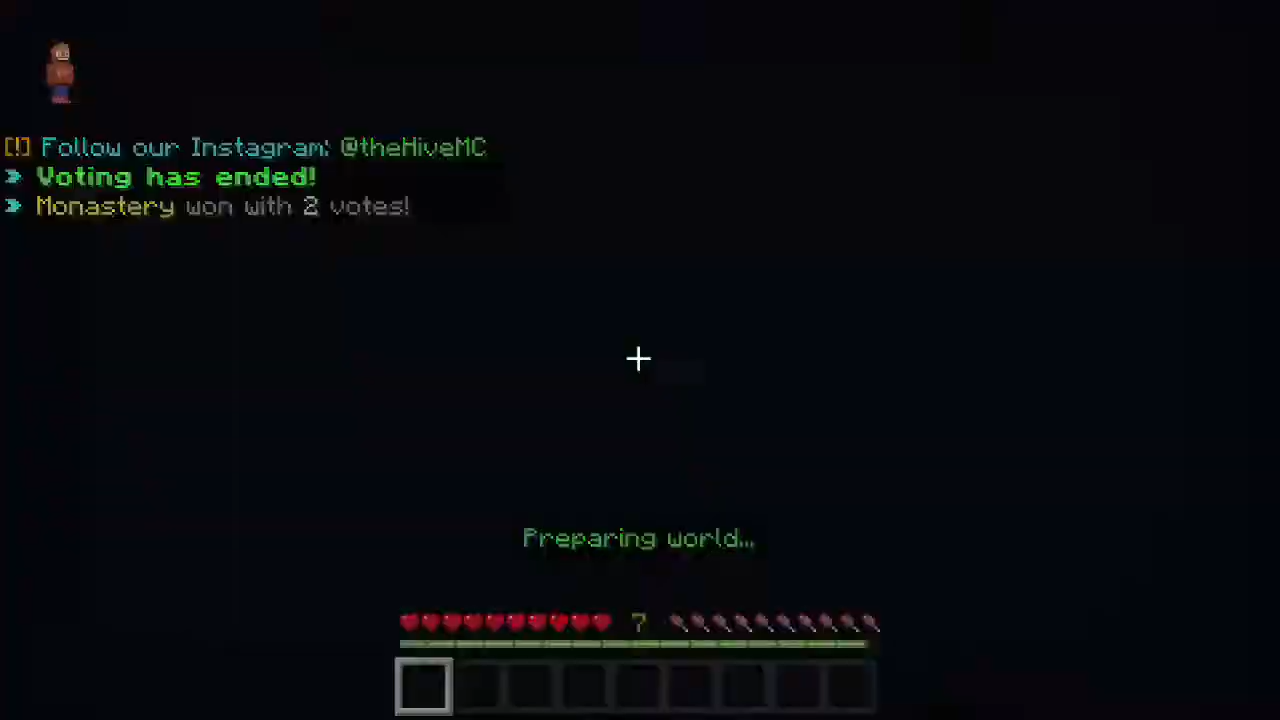 [!] Follow our Instagram: @theHiveMC
» Voting has ended!
» Monastery won with 2 votes!
Preparing world...
7